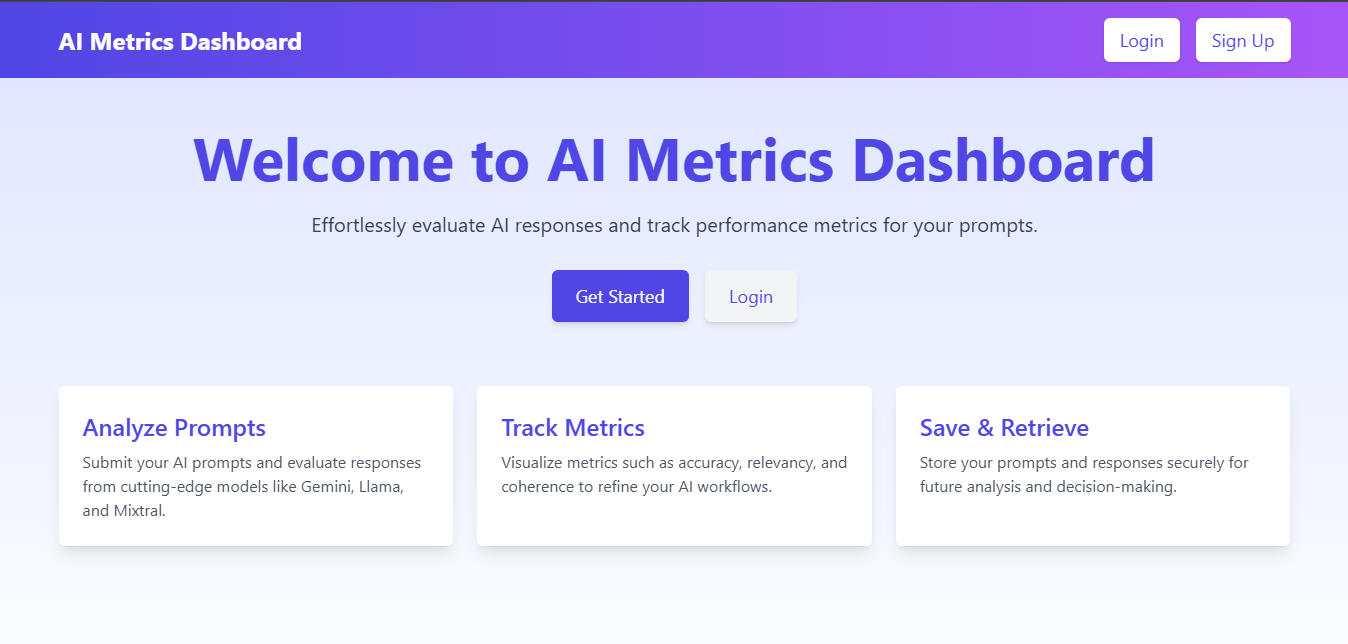 AI Metrics Dashboard
Login
Sign Up
Welcome to AI Metrics Dashboard
Effortlessly evaluate AI responses and track performance metrics for your prompts.
Get Started
Login
Analyze Prompts
Submit your AI prompts and evaluate responses
from cutting-edge models like Gemini, Llama,
and Mixtral.
Track Metrics
Visualize metrics such as accuracy, relevancy, and
coherence to refine your AI workflows.
Save & Retrieve
Store your prompts and responses securely for
future analysis and decision-making.